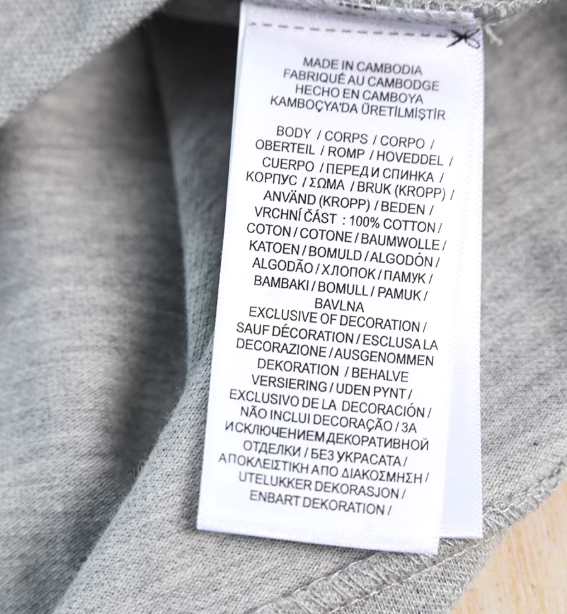 MADE IN CAMBODIA
FABRIQUÉ AU CAMBODGE
HECHO EN CAMBOYA
KAMBOÇYA'DA ÜRETİLMİŞTİR
BODY / CORPS / CORPO /
OBERTEIL / ROMP / HOVEDDEL /
CUERPO / ПЕРЕД И СПИНКА /
КОРПУС / ΣΩΜΑ / BRUK (KROPP) /
ANVÄND (KROPP) / BEDEN /
VRCHNÍ ČÁST : 100% COTTON /
COTON / COTONE / BAUMWOLLE /
KATOEN / BOMULD / ALGODÓN /
ALGODÃO / ХЛОПОК / ПАМУК /
ΒΑΜΒΑΚΙ / BOMULL / PAMUK /
BAVLNA
EXCLUSIVE OF DECORATION /
SAUF DÉCORATION / ESCLUSA LA
DECORAZIONE / AUSGENOMMEN
DEKORATION / BEHALVE
VERSIERING / UDEN PYNT /
EXCLUSIVO DE LA DECORACIÓN /
NÃO INCLUI DECORAÇÃO / ЗА
ИСКЛЮЧЕНИЕМ ДЕКОРАТИВНОЙ
ОТДЕЛКИ / БЕЗ УКРАСАТА /
ΑΠΟΚΛΕΙΣΤΙΚΗ ΑΠΟ ΔΙΑΚΟΣΜΗΣΗ /
UTELUKKER DEKORASJON /
ENBART DEKORATION /